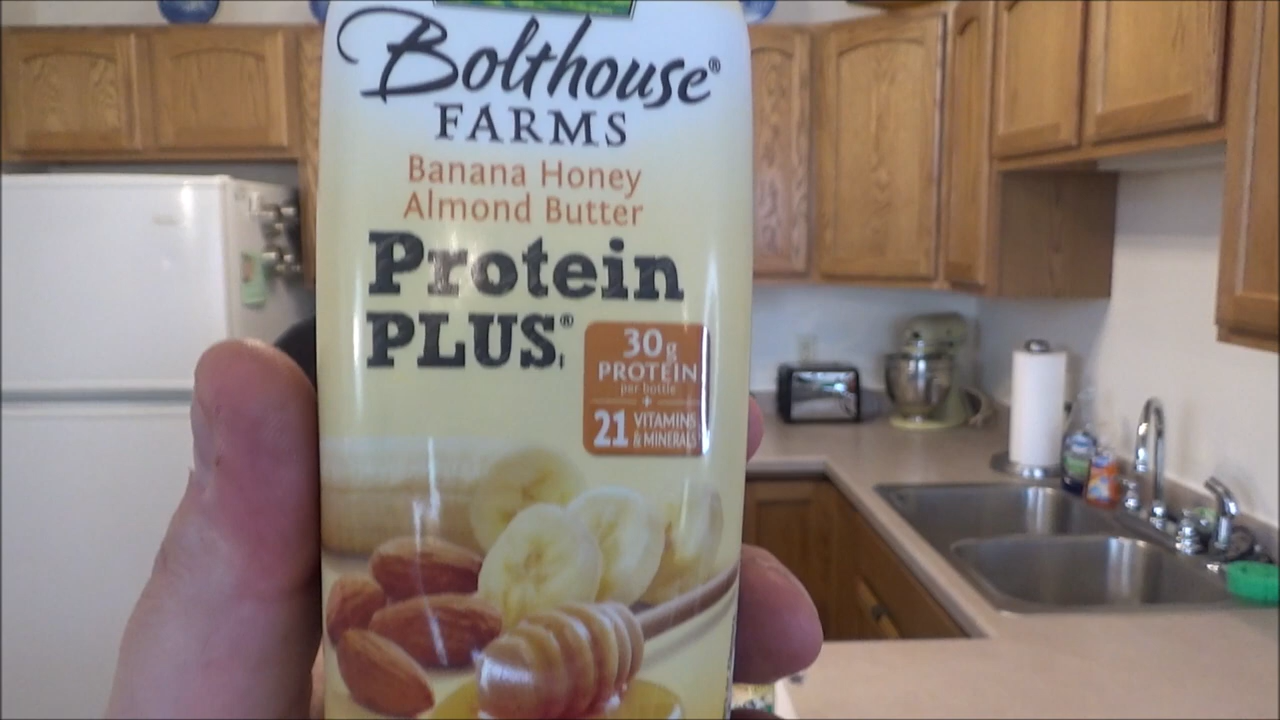 Bolthouse®
FARMS
Banana Honey
Almond Butter
Protein
PLUS®
30g
PROTEIN
per bottle
+
21 VITAMINS
& MINERALS